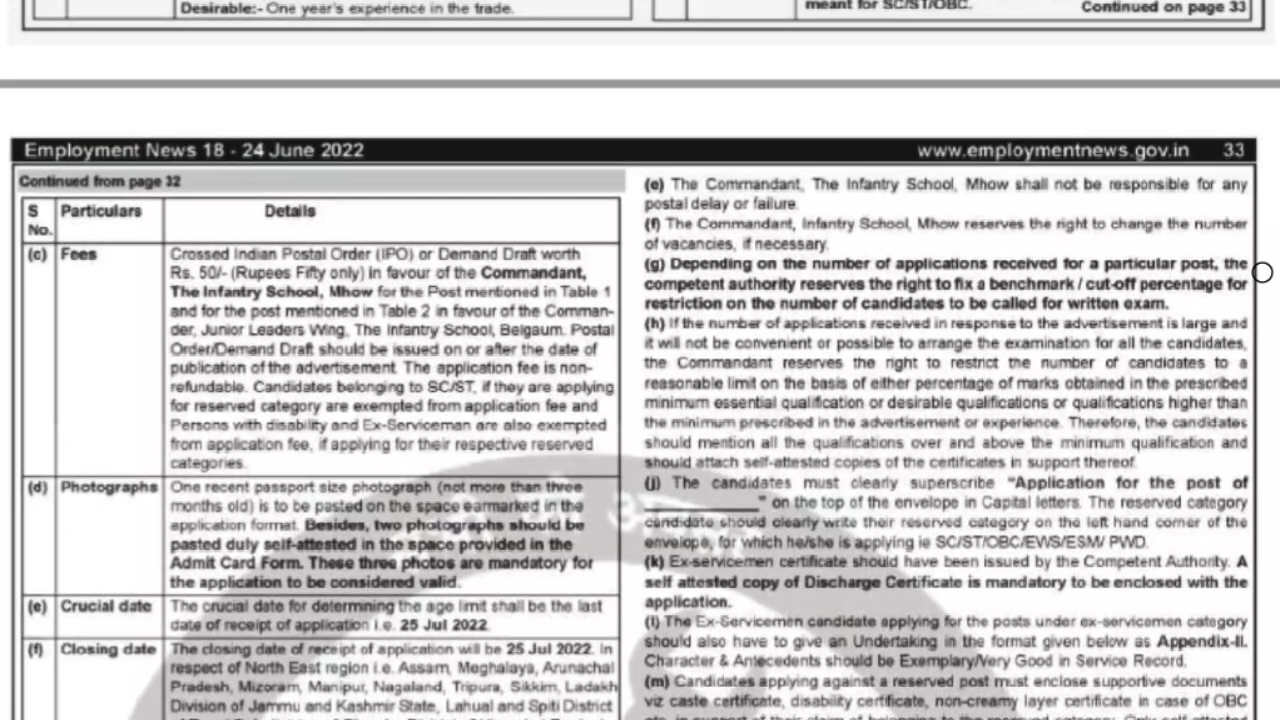 Desirable:- One year's experience in the trade.
meant for SC/ST/OBC.
Continued on page 33
Employment News 18 - 24 June 2022
www.employmentnews.gov.in 33
Continued from page 32
S No. Particulars Details
(c) Fees
Crossed Indian Postal Order (IPO) or Demand Draft worth
Rs. 50/- (Rupees Fifty only) in favour of the Commandant,
The Infantry School, Mhow for the Post mentioned in Table 1
and for the post mentioned in Table 2 in favour of the Comman-
der, Junior Leaders Wing, The Infantry School, Belgaum. Postal
Order/Demand Draft should be issued on or after the date of
publication of the advertisement. The application fee is non-
refundable. Candidates belonging to SC/ST, if they are applying
for reserved category are exempted from application fee and
Persons with disability and Ex-Serviceman are also exempted
from application fee, if applying for their respective reserved
categories.
(d) Photographs
One recent passport size photograph (not more than three
months old) is to be pasted on the space earmarked in the
application format. Besides, two photographs should be
pasted duly self-attested in the space provided in the
Admit Card Form. These three photos are mandatory for
the application to be considered valid.
(e) Crucial date
The crucial date for determining the age limit shall be the last
date of receipt of application i.e. 25 Jul 2022.
(f) Closing date
The closing date of receipt of application will be 25 Jul 2022. In
respect of North East region i.e. Assam, Meghalaya, Arunachal
Pradesh, Mizoram, Manipur, Nagaland, Tripura, Sikkim, Ladakh
Division of Jammu and Kashmir State, Lahual and Spiti District
(e) The Commandant, The Infantry School, Mhow shall not be responsible for any
postal delay or failure.
(f) The Commandant, Infantry School, Mhow reserves the right to change the number
of vacancies, if necessary.
(g) Depending on the number of applications received for a particular post, the
competent authority reserves the right to fix a benchmark / cut-off percentage for
restriction on the number of candidates to be called for written exam.
(h) If the number of applications received in response to the advertisement is large and
it will not be convenient or possible to arrange the examination for all the candidates,
the Commandant reserves the right to restrict the number of candidates to a
reasonable limit on the basis of either percentage of marks obtained in the prescribed
minimum essential qualification or desirable qualifications or qualifications higher than
the minimum prescribed in the advertisement or experience. Therefore, the candidates
should mention all the qualifications over and above the minimum qualification and
should attach self-attested copies of the certificates in support thereof.
(j) The candidates must clearly superscribe "Application for the post of
____________" on the top of the envelope in Capital letters. The reserved category
candidate should clearly write their reserved category on the left hand corner of the
envelope, for which he/she is applying ie SC/ST/OBC/EWS/ESM/ PWD.
(k) Ex-servicemen certificate should have been issued by the Competent Authority. A
self attested copy of Discharge Certificate is mandatory to be enclosed with the
application.
(l) The Ex-Servicemen candidate applying for the posts under ex-servicemen category
should also have to give an Undertaking in the format given below as Appendix-II.
Character & Antecedents should be Exemplary/Very Good in Service Record.
(m) Candidates applying against a reserved post must enclose supportive documents
viz caste certificate, disability certificate, non-creamy layer certificate in case of OBC